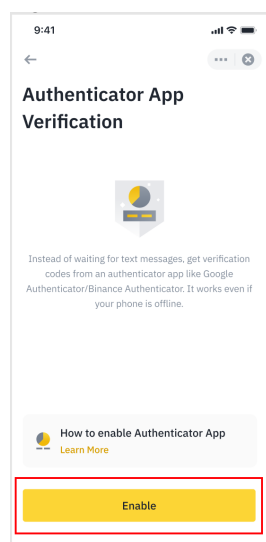 9:41
Authenticator App
Verification
Instead of waiting for text messages, get verification
codes from an authenticator app like Google
Authenticator/Binance Authenticator. It works even if
your phone is offline.
How to enable Authenticator App
Learn More
Enable